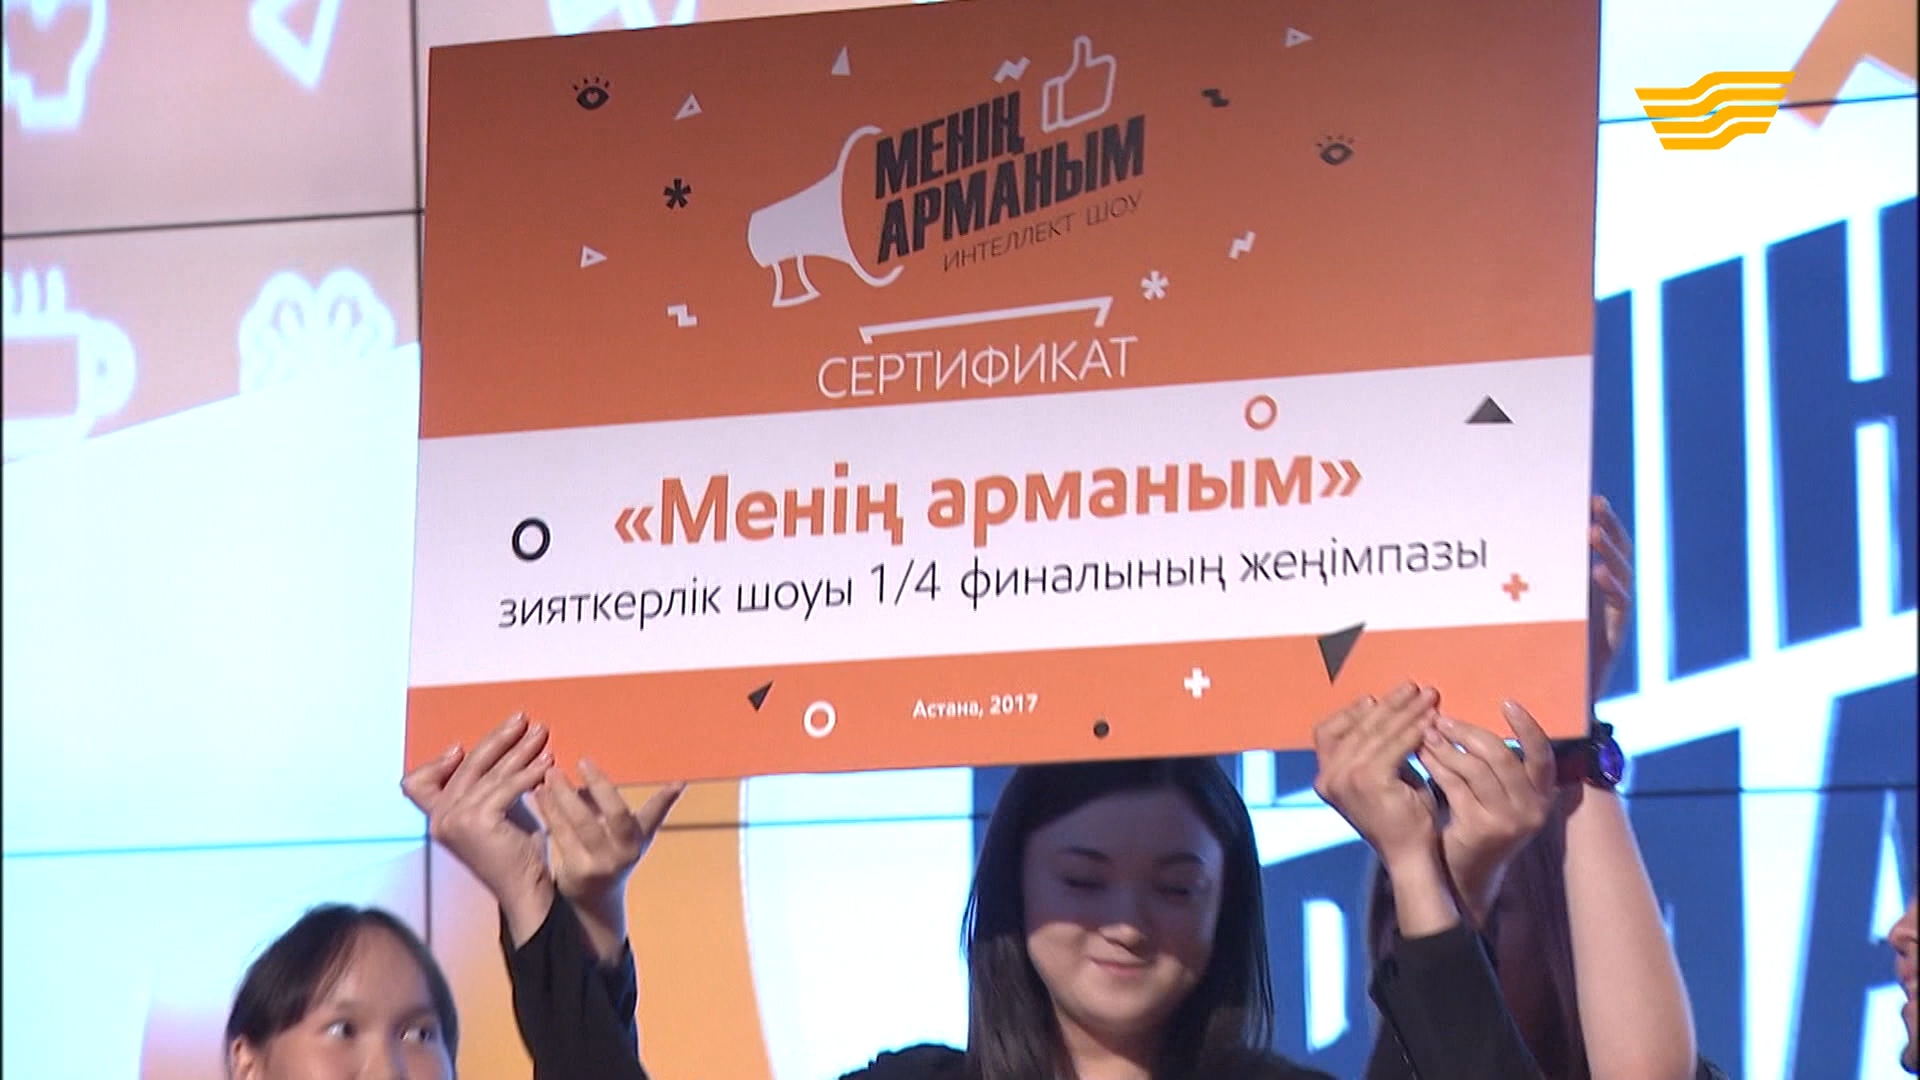 МЕНІҢ
АРМАНЫМ
ИНТЕЛЛЕКТ ШОУ
СЕРТИФИКАТ
«Менің арманым»
зияткерлік шоуы 1/4 финалының жеңімпазы
Астана, 2017